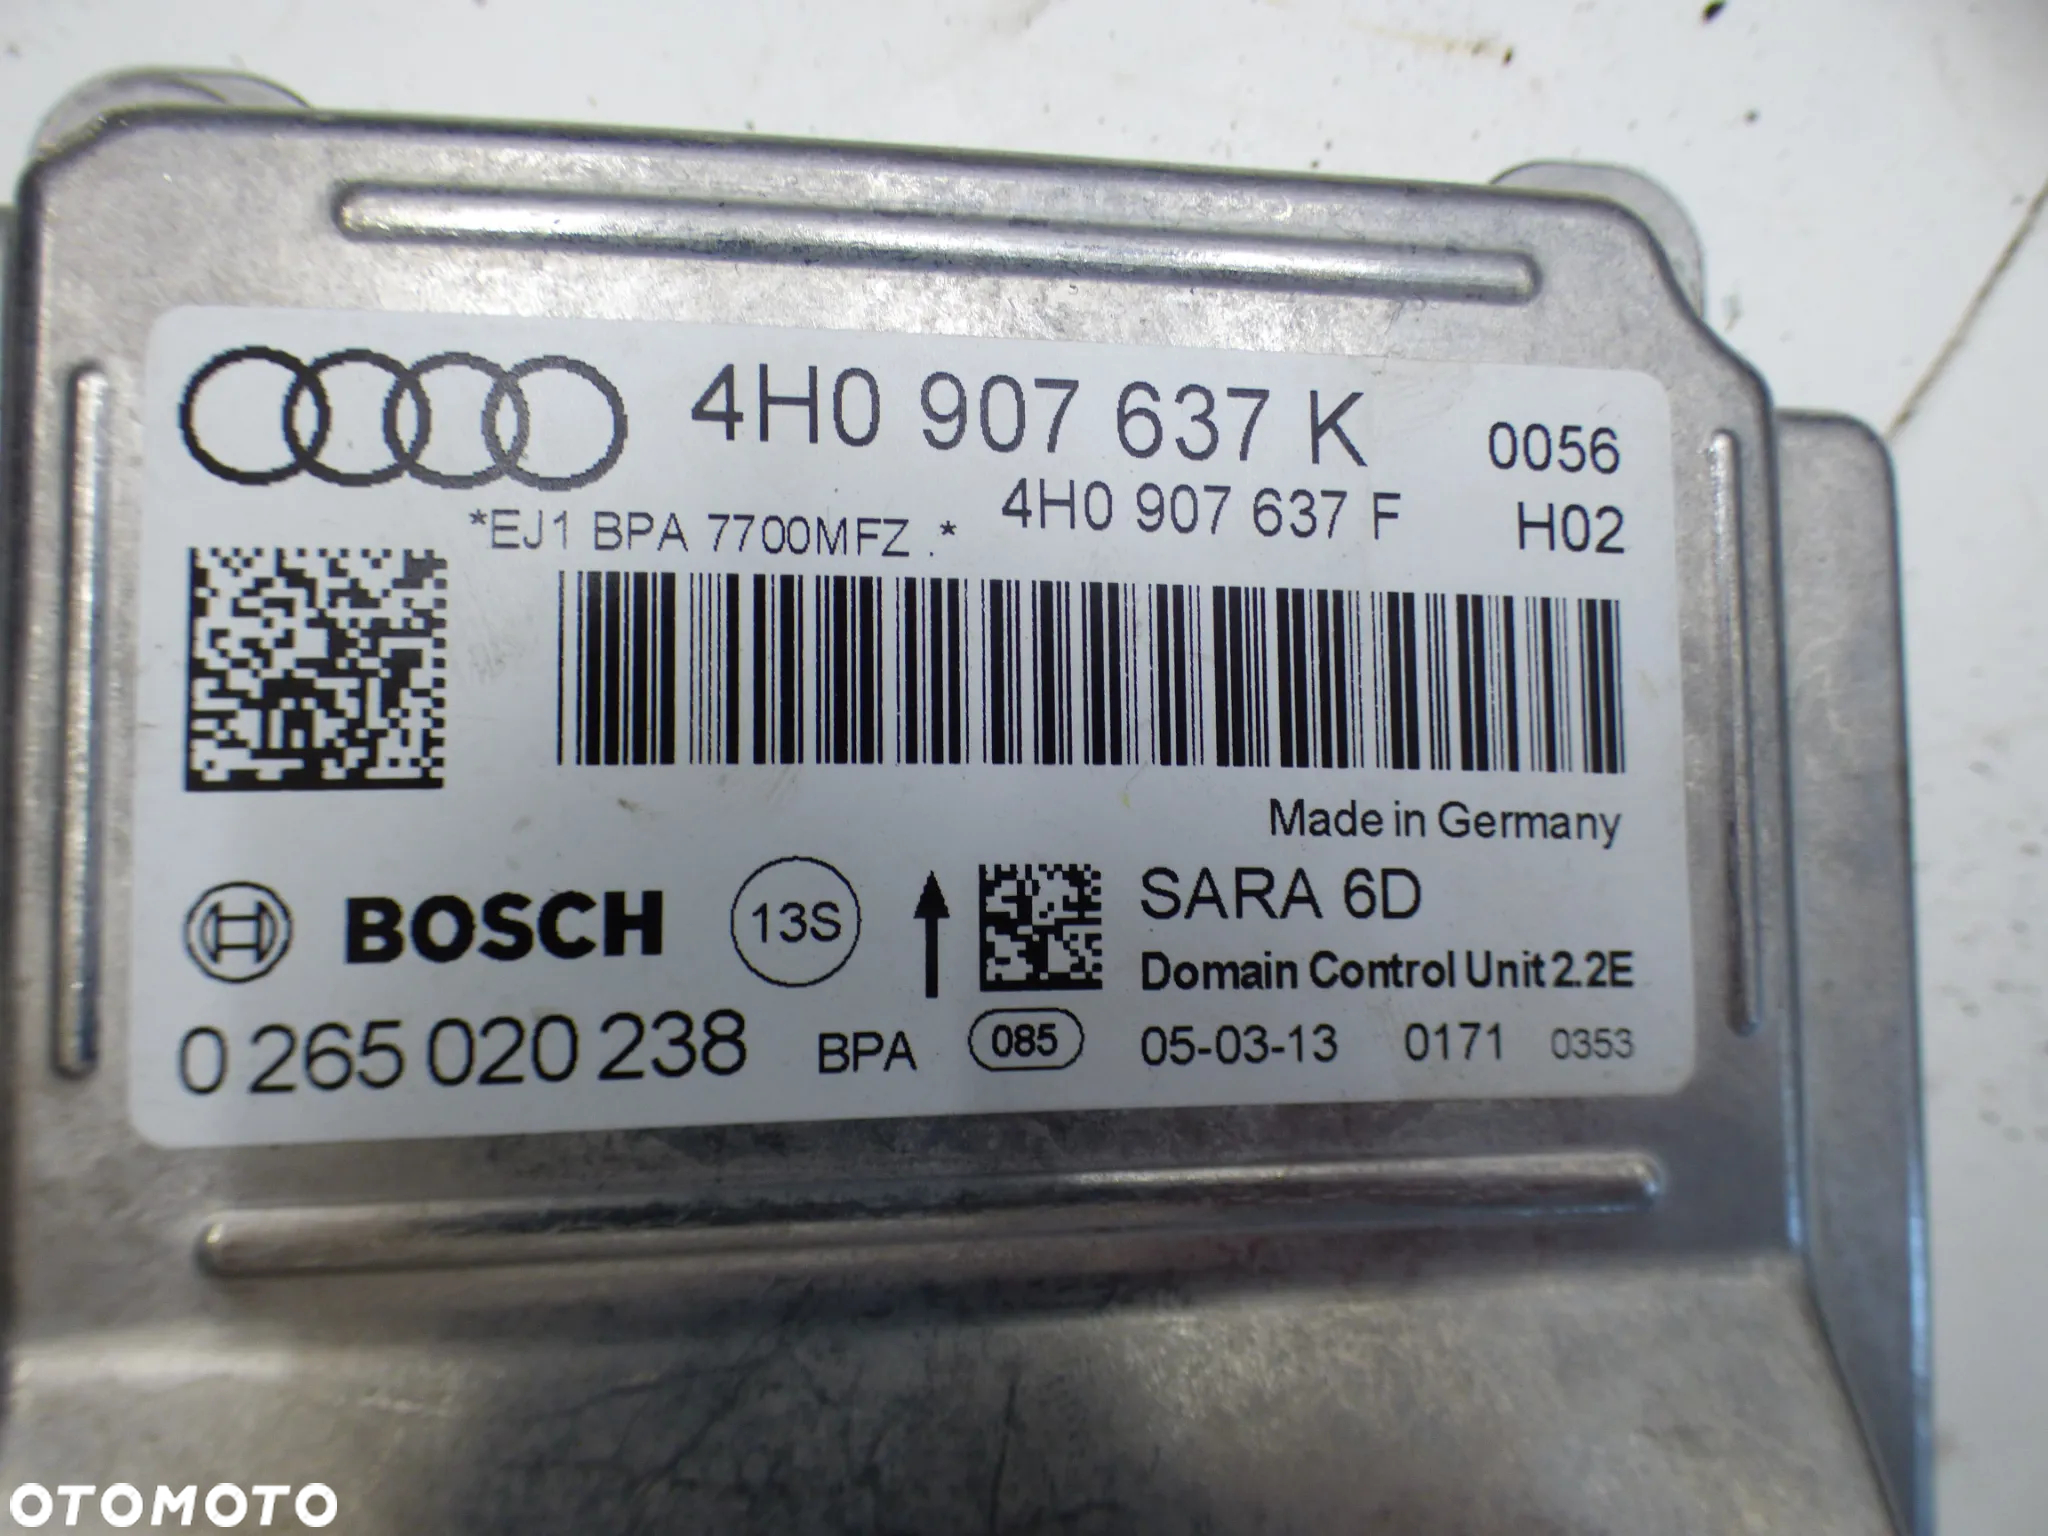 4H0 907 637 K 0056
*EJ1 BPA 7700MFZ .* 4H0 907 637 F H02
Made in Germany
BOSCH 13S SARA 6D
Domain Control Unit 2.2E
0 265 020 238 BPA 085 05-03-13 0171 0353
OTOMOTO